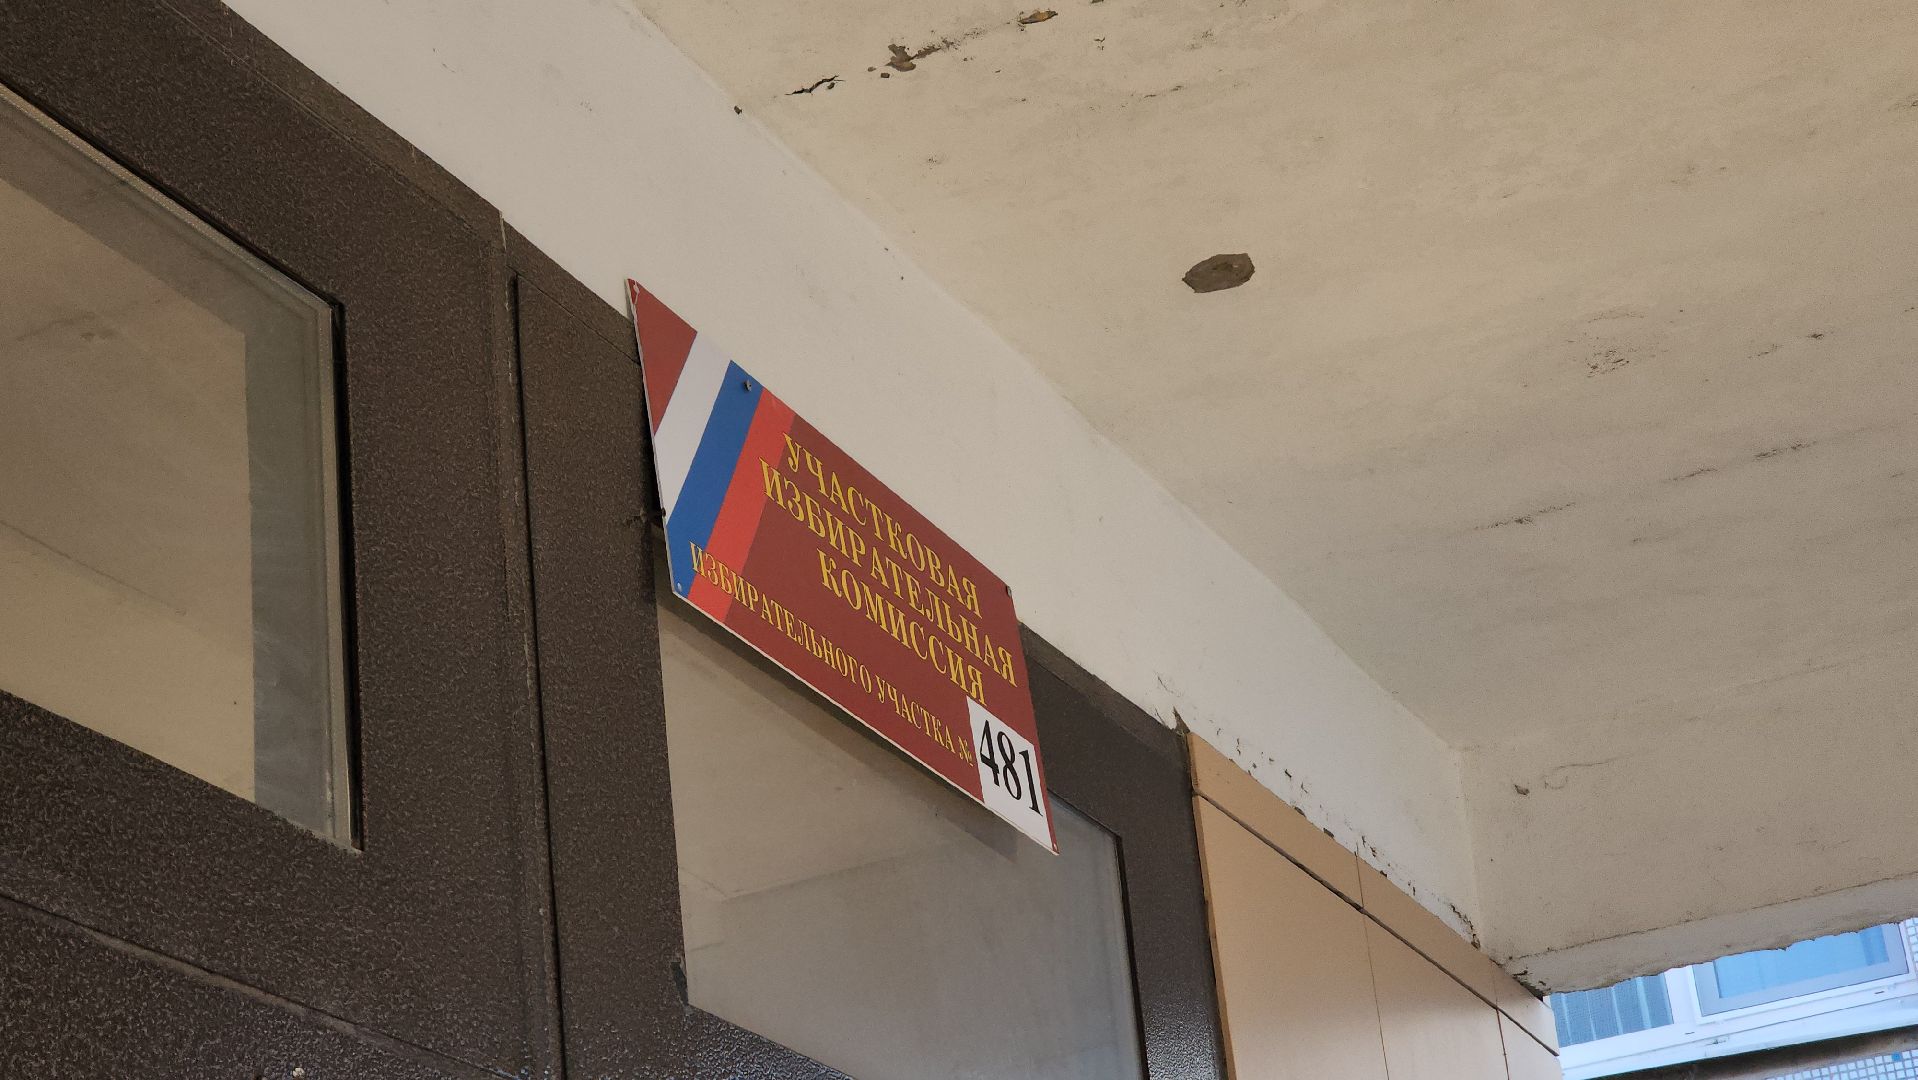 УЧАСТКОВАЯ
ИЗБИРАТЕЛЬНАЯ
КОМИССИЯ
ИЗБИРАТЕЛЬНОГО УЧАСТКА № 481